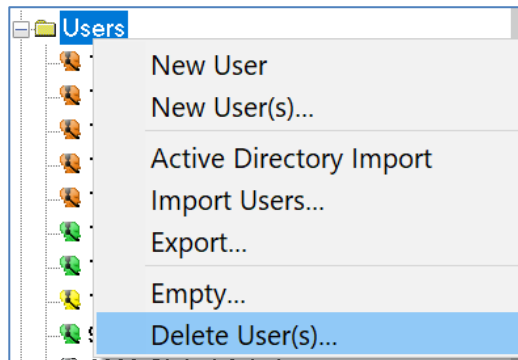 Users
New User
New User(s)...
Active Directory Import
Import Users...
Export...
Empty...
Delete User(s)...